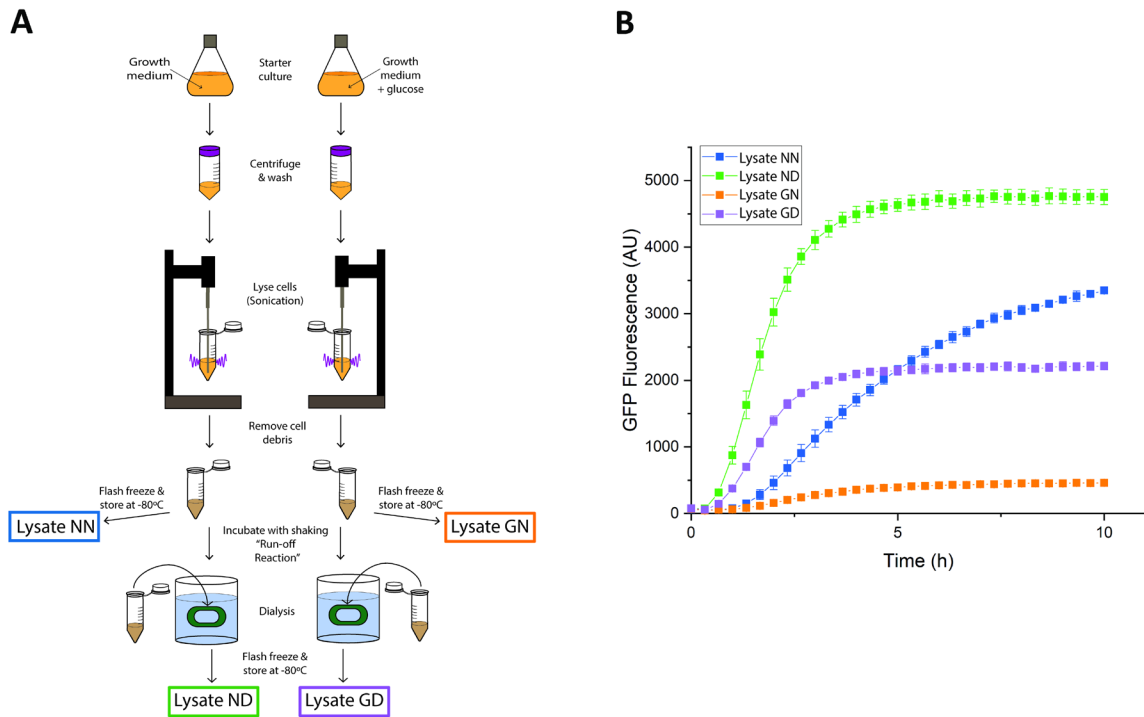 A
Growth
medium
Starter
culture
Growth
medium
+ glucose
Centrifuge
& wash
Lyse cells
(Sonication)
Remove cell
debris
Flash freeze &
store at -80ºC
Lysate NN
Flash freeze &
store at -80ºC
Lysate GN
Incubate with shaking
“Run-off
Reaction”
Dialysis
Flash freeze &
store at -80ºC
Lysate ND
Lysate GD
B
Lysate NN
Lysate ND
Lysate GN
Lysate GD
GFP Fluorescence (AU)
5000
4000
3000
2000
1000
0
0
5
10
Time (h)